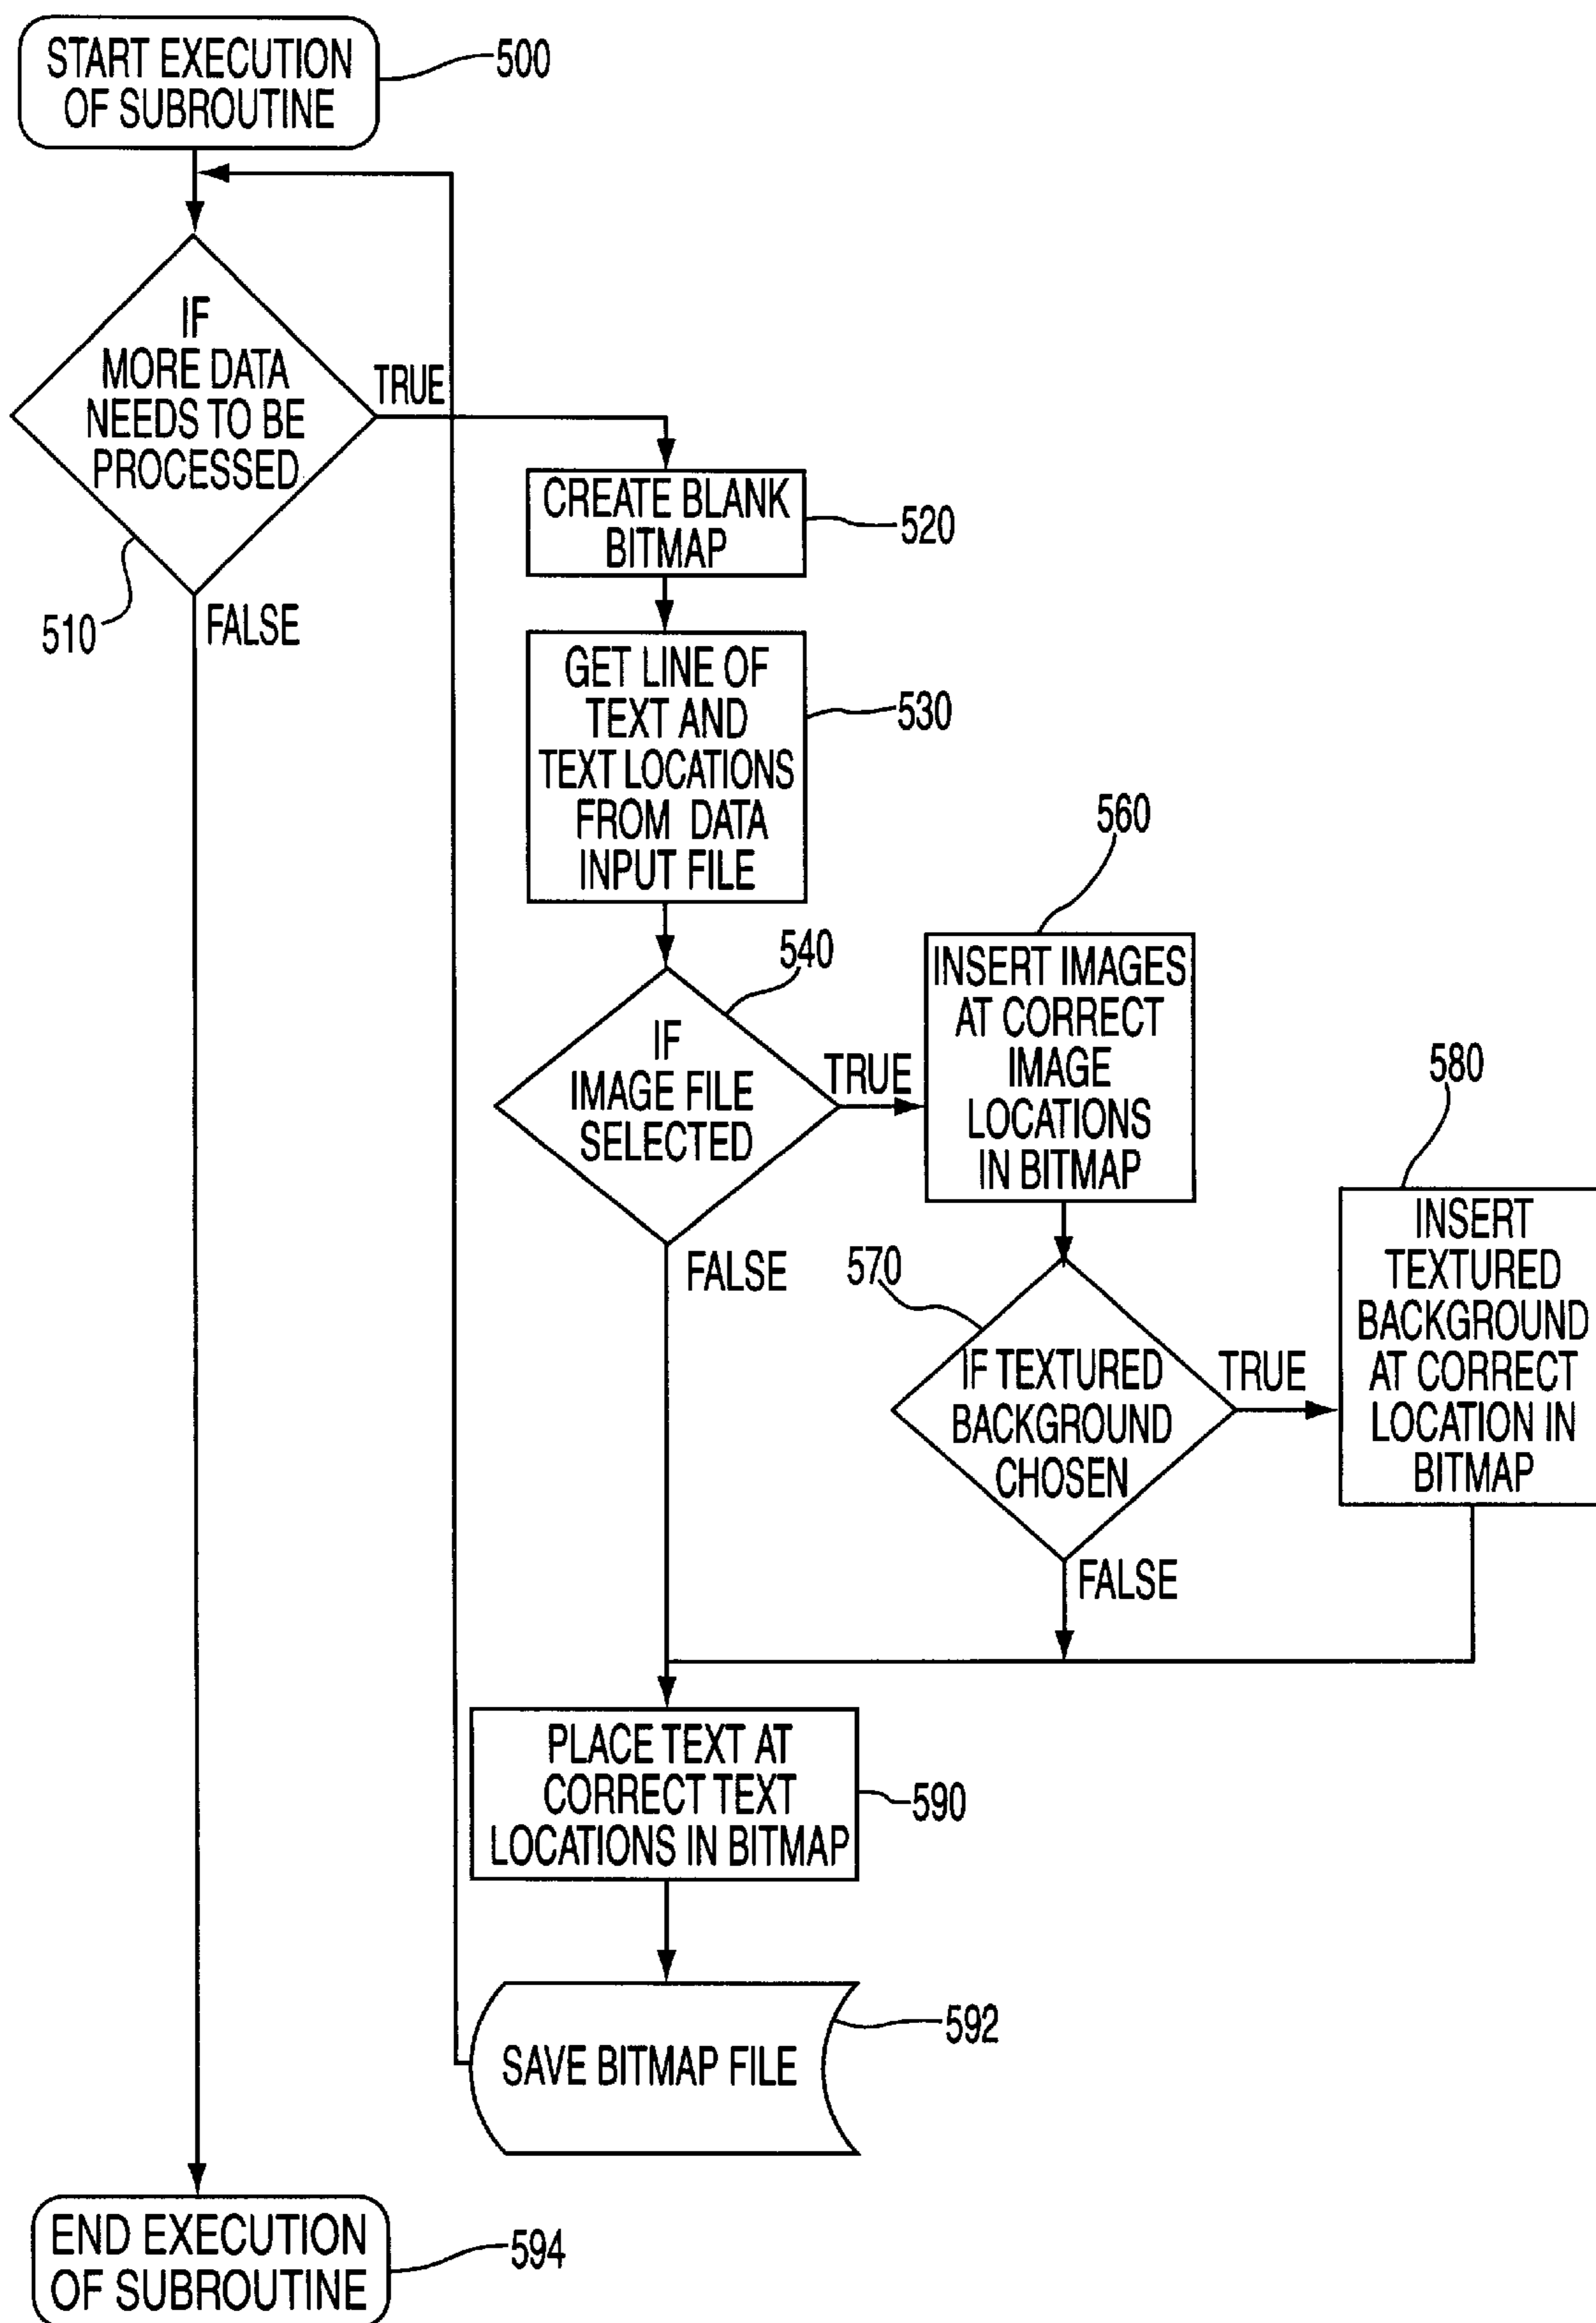 START EXECUTION
OF SUBROUTINE
500
IF
MORE DATA
NEEDS TO BE
PROCESSED
TRUE
510
FALSE
CREATE BLANK
BITMAP
520
GET LINE OF
TEXT AND
TEXT LOCATIONS
FROM DATA
INPUT FILE
530
540
IF
IMAGE FILE
SELECTED
TRUE
FALSE
560
INSERT IMAGES
AT CORRECT
IMAGE
LOCATIONS
IN BITMAP
570
IF TEXTURED
BACKGROUND
CHOSEN
TRUE
FALSE
580
INSERT
TEXTURED
BACKGROUND
AT CORRECT
LOCATION IN
BITMAP
PLACE TEXT AT
CORRECT TEXT
LOCATIONS IN BITMAP
590
SAVE BITMAP FILE
592
END EXECUTION
OF SUBROUTINE
594